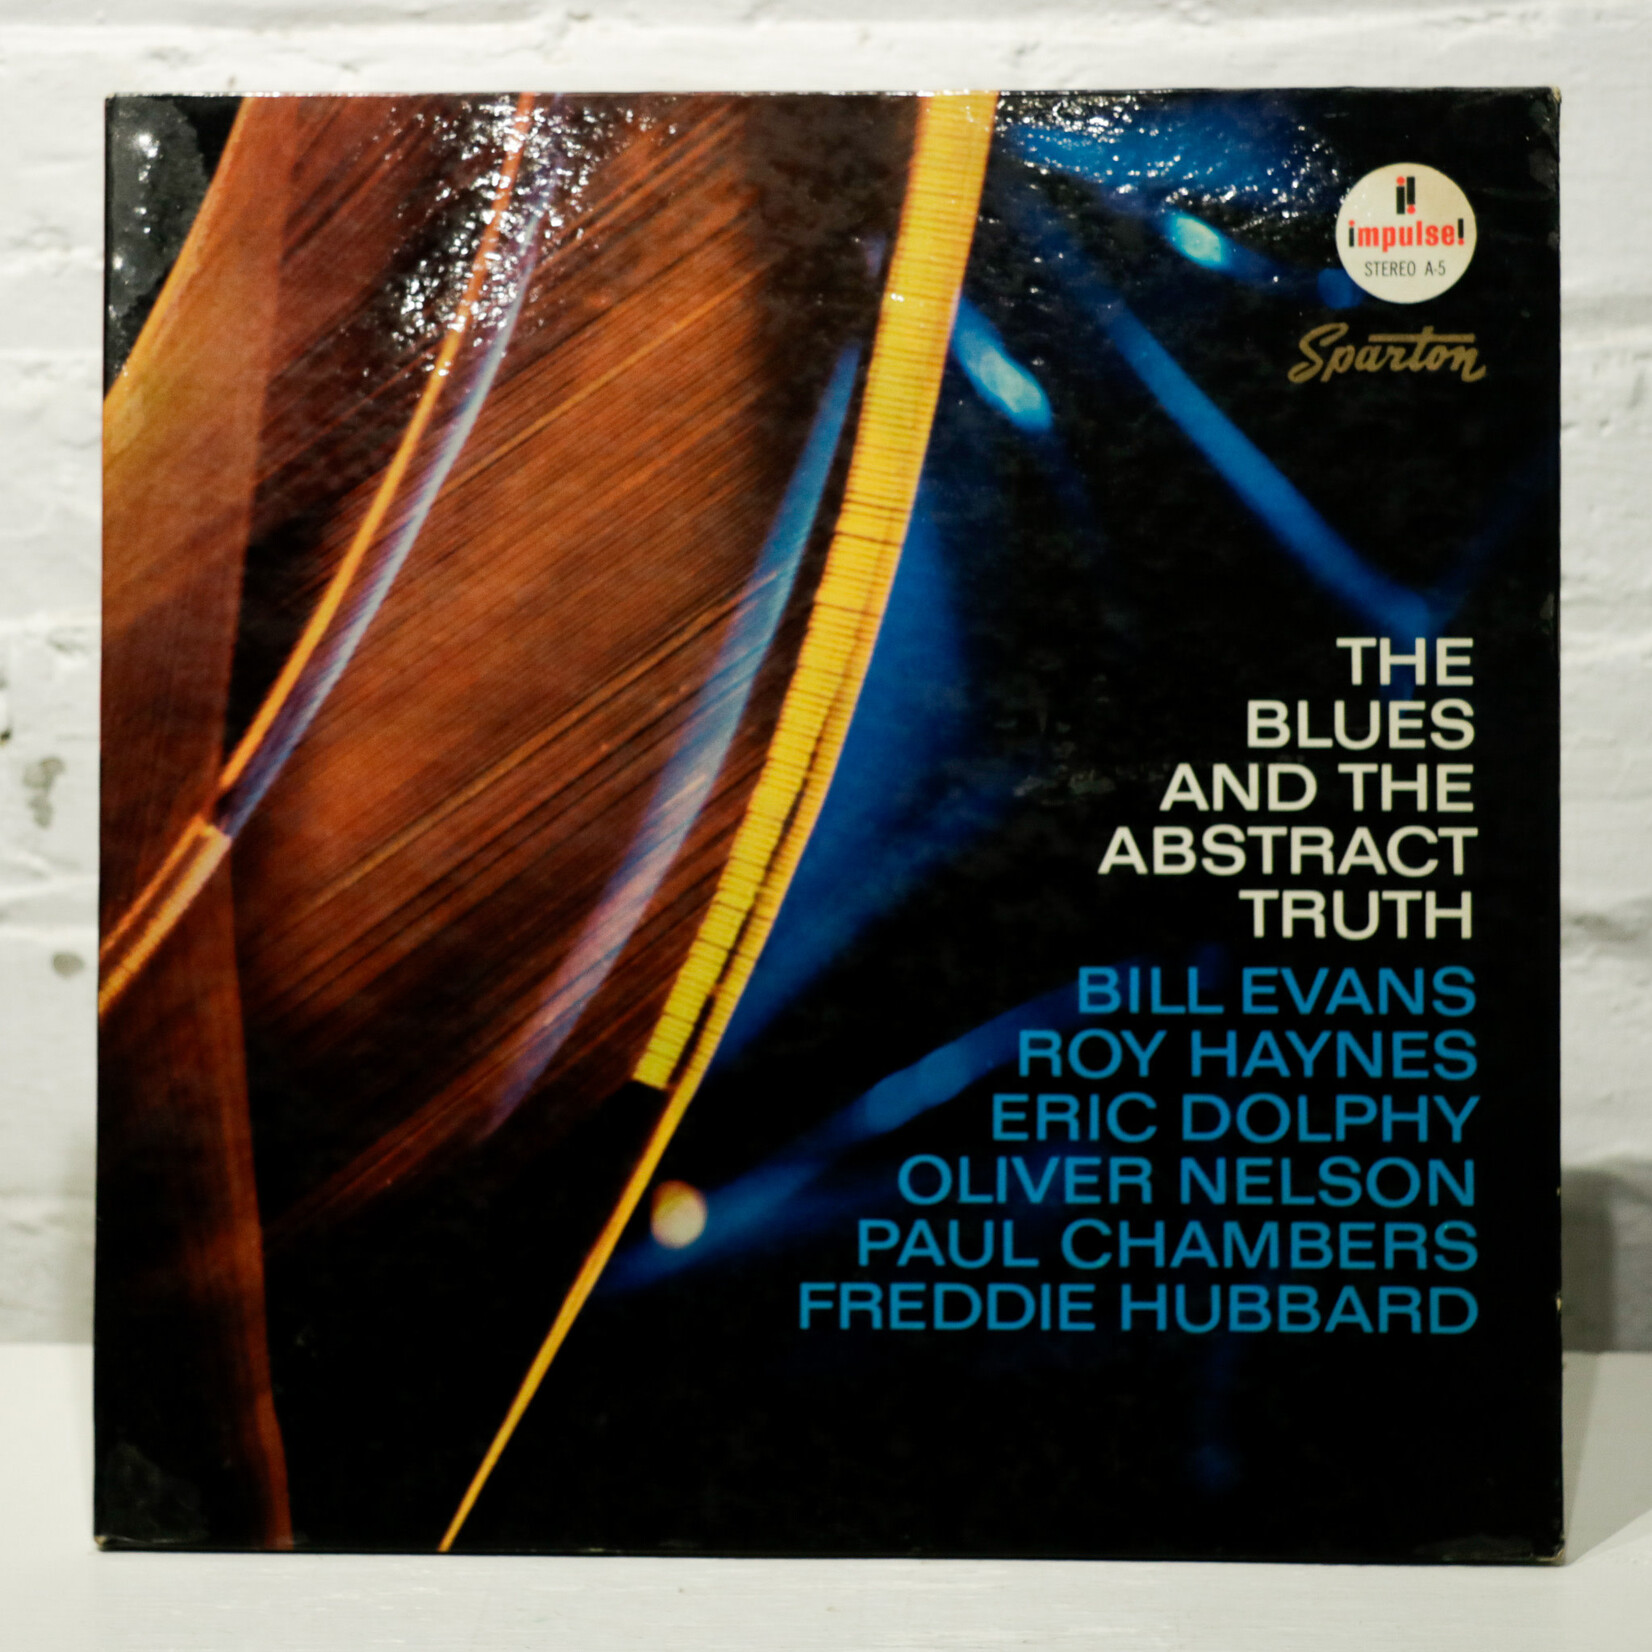 impulse!
STEREO A-5
Sparton
THE
BLUES
AND THE
ABSTRACT
TRUTH
BILL EVANS
ROY HAYNES
ERIC DOLPHY
OLIVER NELSON
PAUL CHAMBERS
FREDDIE HUBBARD